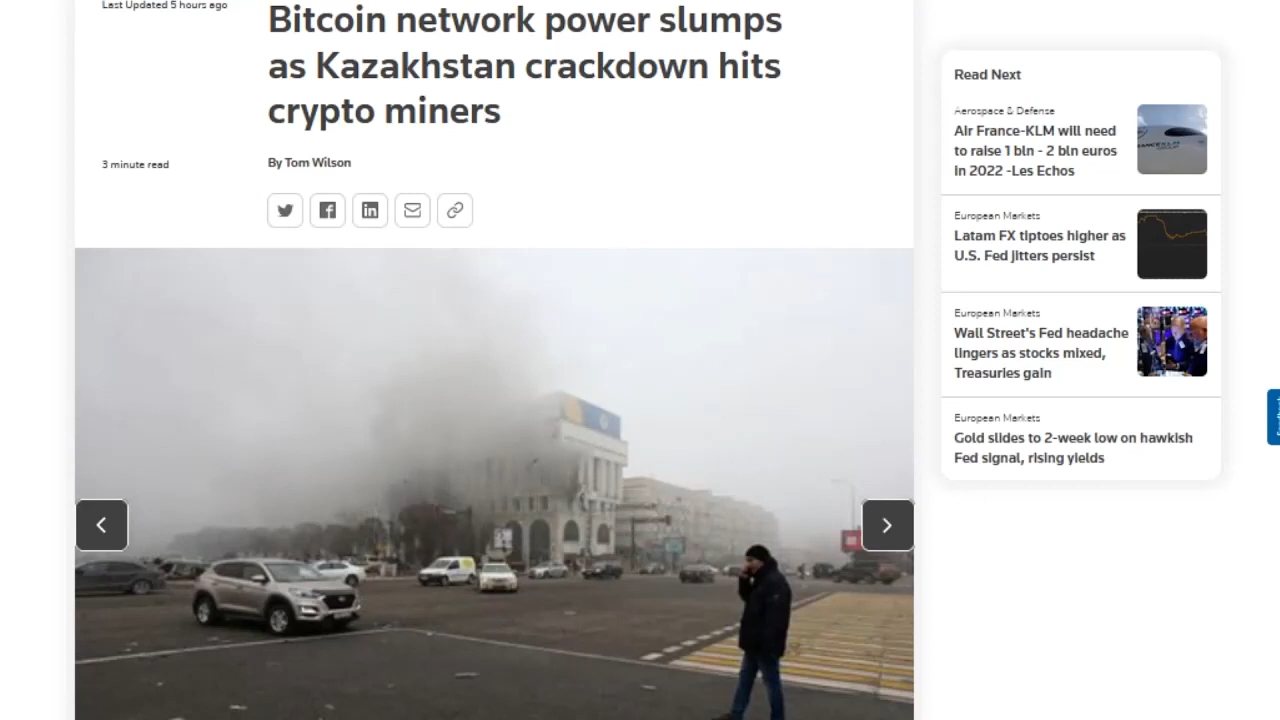 Last Updated 5 hours ago
Bitcoin network power slumps
as Kazakhstan crackdown hits
crypto miners
3 minute read
By Tom Wilson
Read Next
Aerospace & Defense
Air France-KLM will need
to raise 1 bln - 2 bln euros
in 2022 -Les Echos
European Markets
Latam FX tiptoes higher as
U.S. Fed jitters persist
European Markets
Wall Street's Fed headache
lingers as stocks mixed,
Treasuries gain
European Markets
Gold slides to 2-week low on hawkish
Fed signal, rising yields